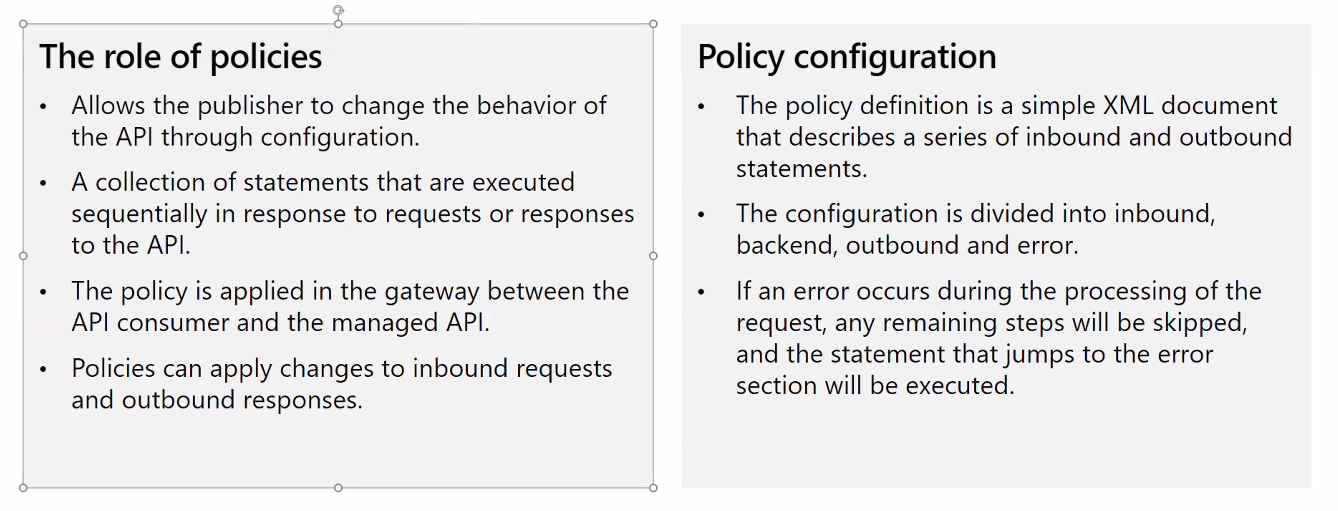 The role of policies
• Allows the publisher to change the behavior of
the API through configuration.
• A collection of statements that are executed
sequentially in response to requests or responses
to the API.
• The policy is applied in the gateway between the
API consumer and the managed API.
• Policies can apply changes to inbound requests
and outbound responses.
Policy configuration
• The policy definition is a simple XML document
that describes a series of inbound and outbound
statements.
• The configuration is divided into inbound,
backend, outbound and error.
• If an error occurs during the processing of the
request, any remaining steps will be skipped,
and the statement that jumps to the error
section will be executed.